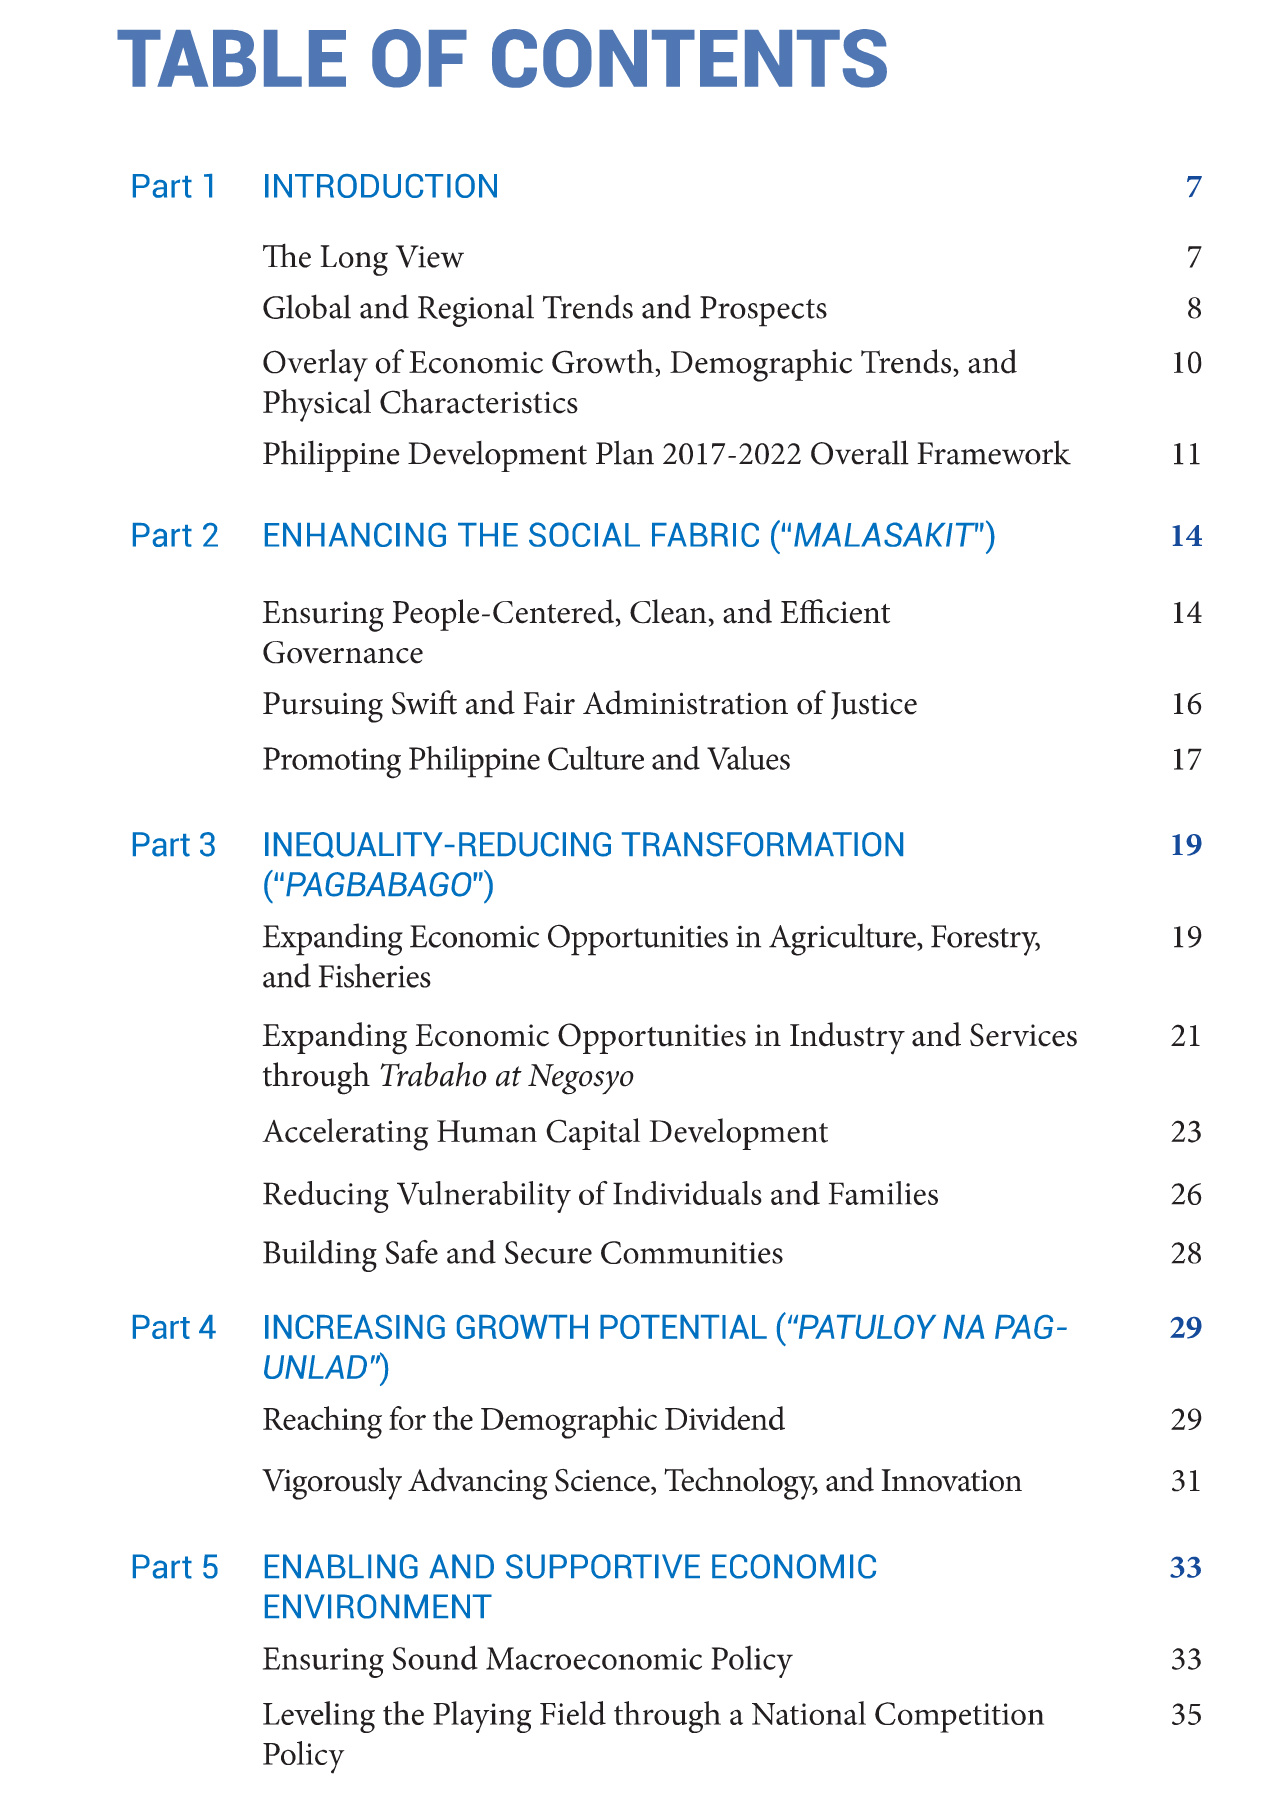 TABLE OF CONTENTS
Part 1 INTRODUCTION 7
The Long View 7
Global and Regional Trends and Prospects 8
Overlay of Economic Growth, Demographic Trends, and 10
Physical Characteristics
Philippine Development Plan 2017-2022 Overall Framework 11
Part 2 ENHANCING THE SOCIAL FABRIC (“MALASAKIT”) 14
Ensuring People-Centered, Clean, and Efficient 14
Governance
Pursuing Swift and Fair Administration of Justice 16
Promoting Philippine Culture and Values 17
Part 3 INEQUALITY-REDUCING TRANSFORMATION 19
(“PAGBABAGO”)
Expanding Economic Opportunities in Agriculture, Forestry, 19
and Fisheries
Expanding Economic Opportunities in Industry and Services 21
through Trabaho at Negosyo
Accelerating Human Capital Development 23
Reducing Vulnerability of Individuals and Families 26
Building Safe and Secure Communities 28
Part 4 INCREASING GROWTH POTENTIAL (“PATULOY NA PAG- 29
UNLAD”)
Reaching for the Demographic Dividend 29
Vigorously Advancing Science, Technology, and Innovation 31
Part 5 ENABLING AND SUPPORTIVE ECONOMIC 33
ENVIRONMENT
Ensuring Sound Macroeconomic Policy 33
Leveling the Playing Field through a National Competition 35
Policy